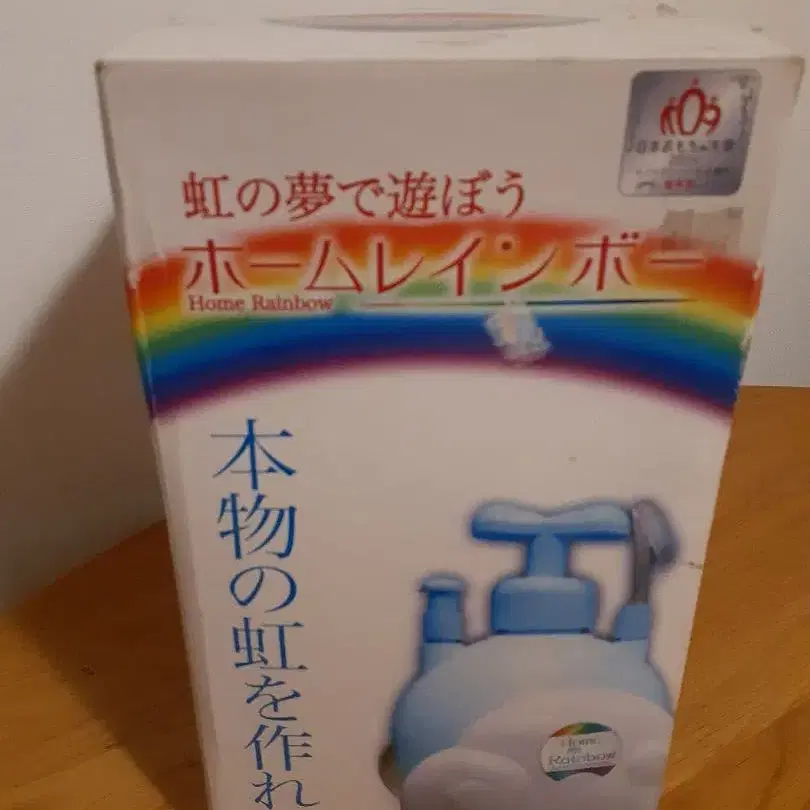 虹の夢で遊ぼう
ホームレインボー
Home Rainbow
本物の虹を作れ
Home
Rainbow